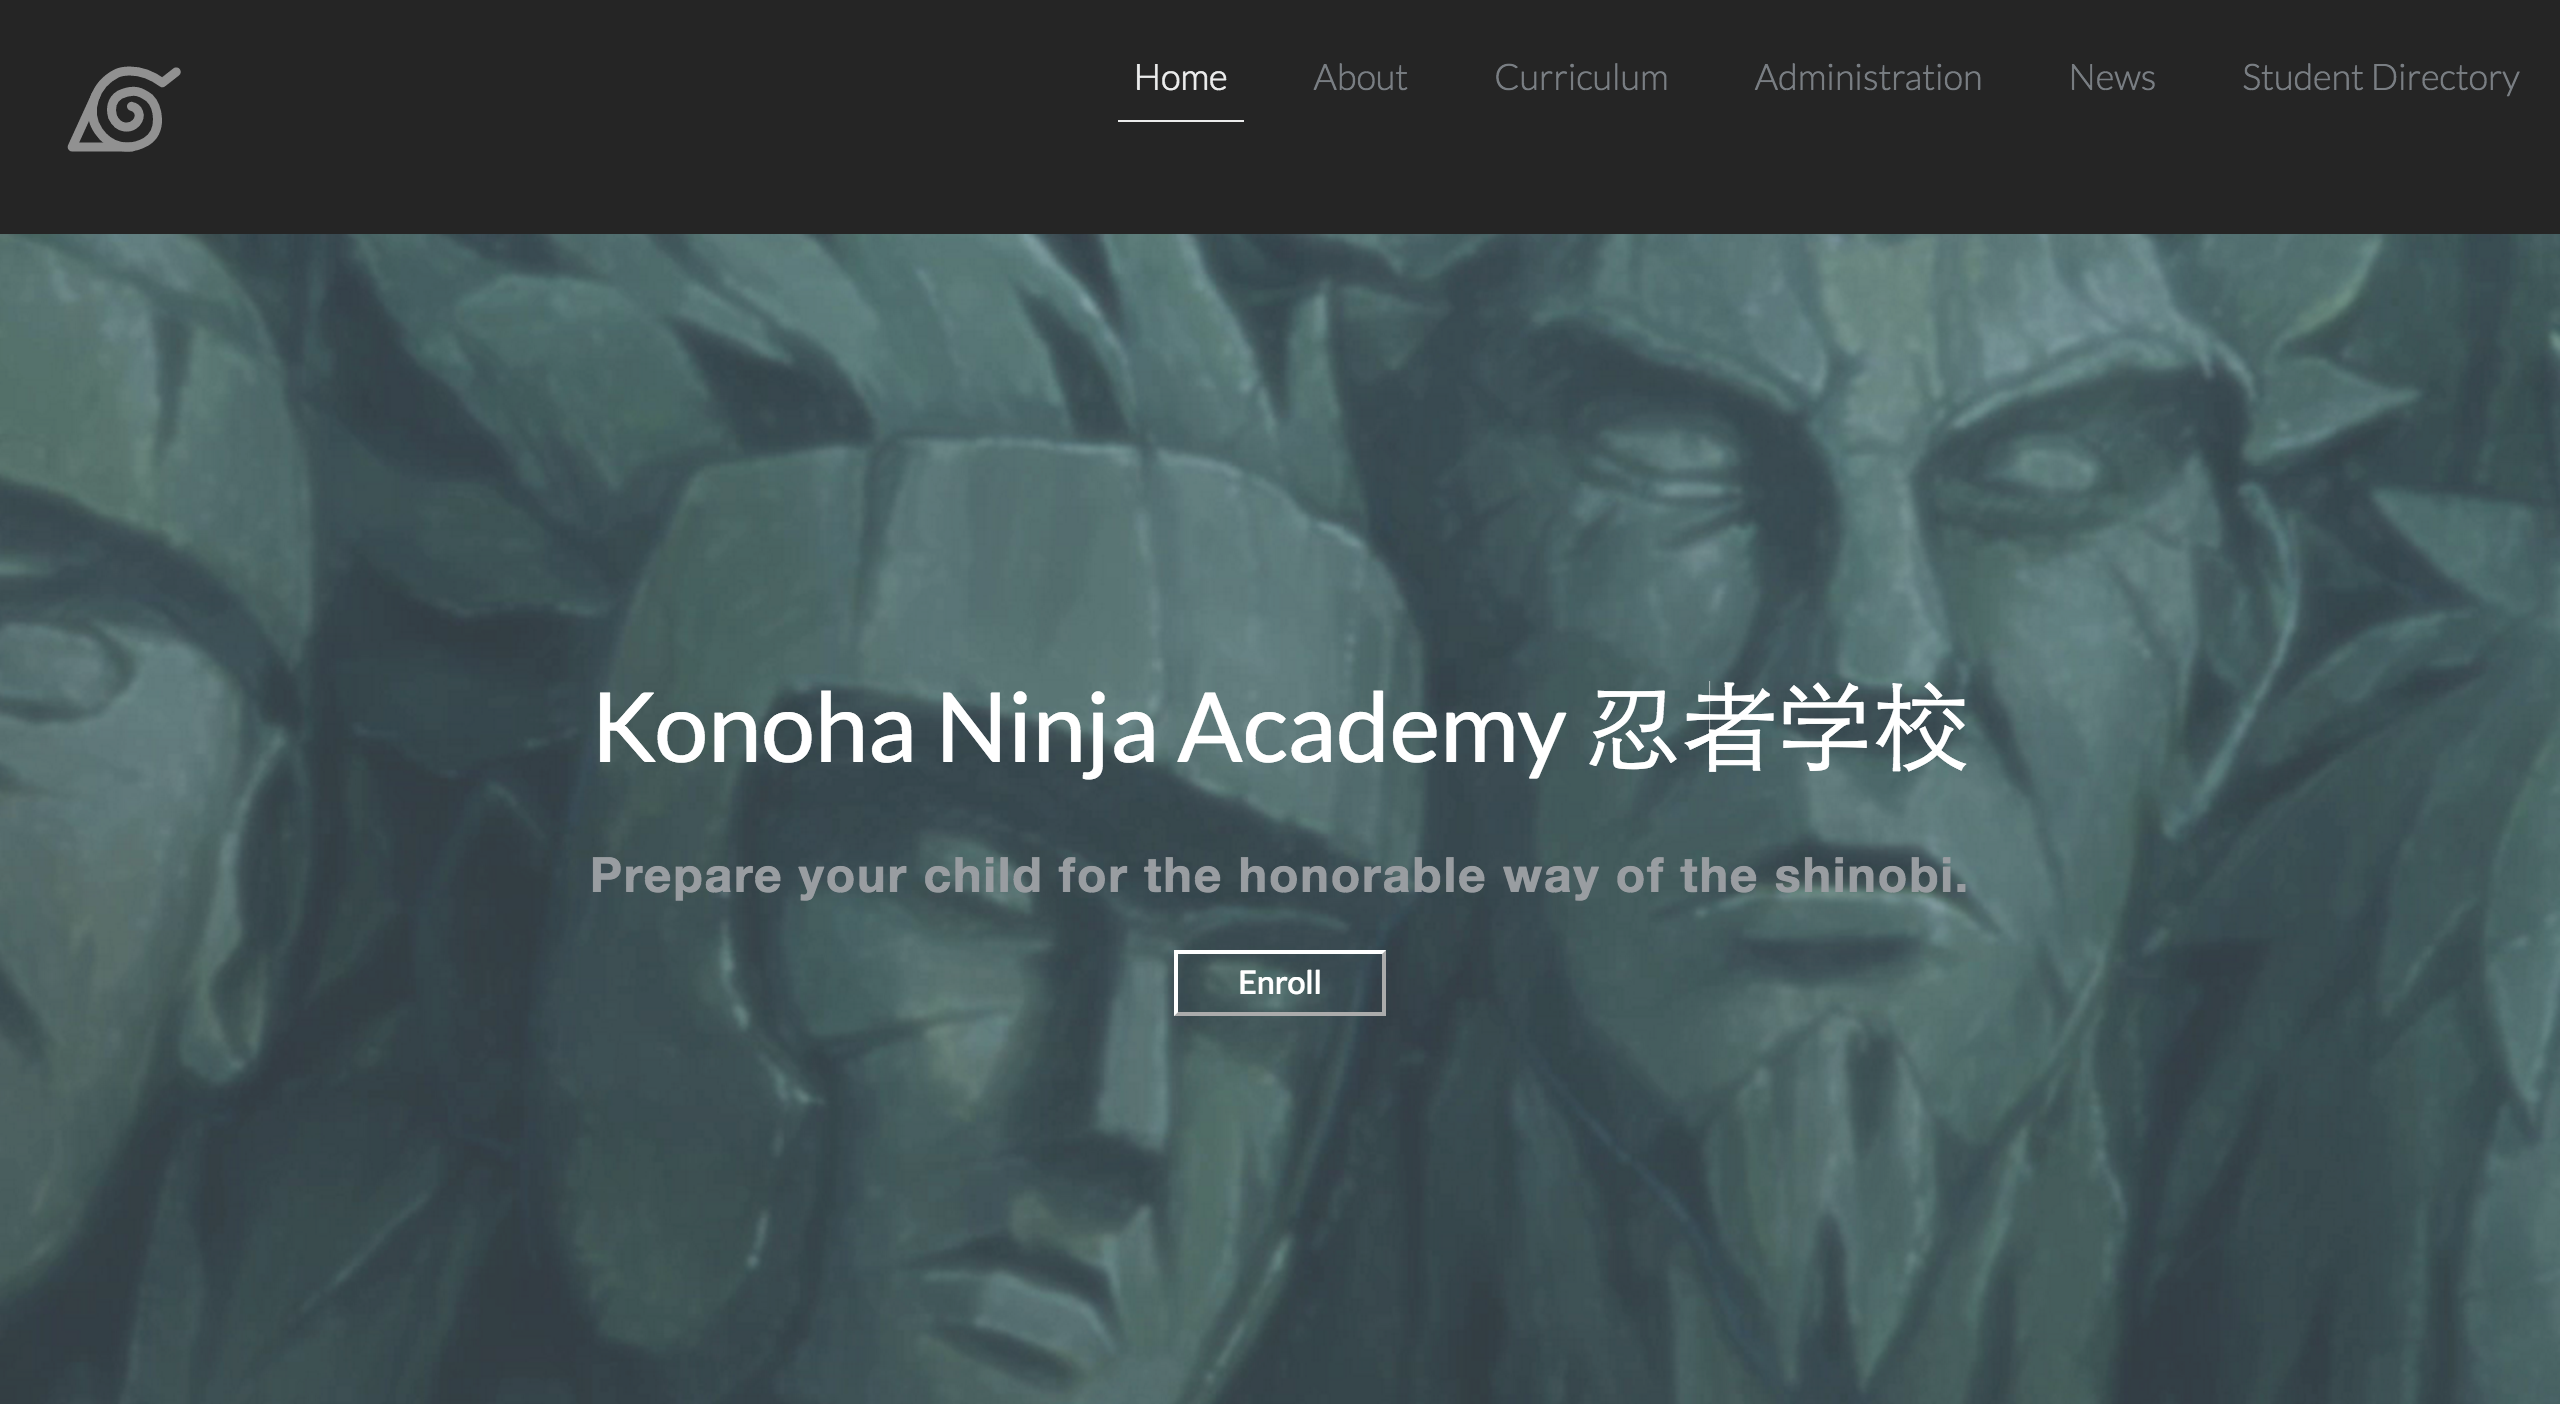 Home About Curriculum Administration News Student Directory
Konoha Ninja Academy 忍者学校
Prepare your child for the honorable way of the shinobi.
Enroll